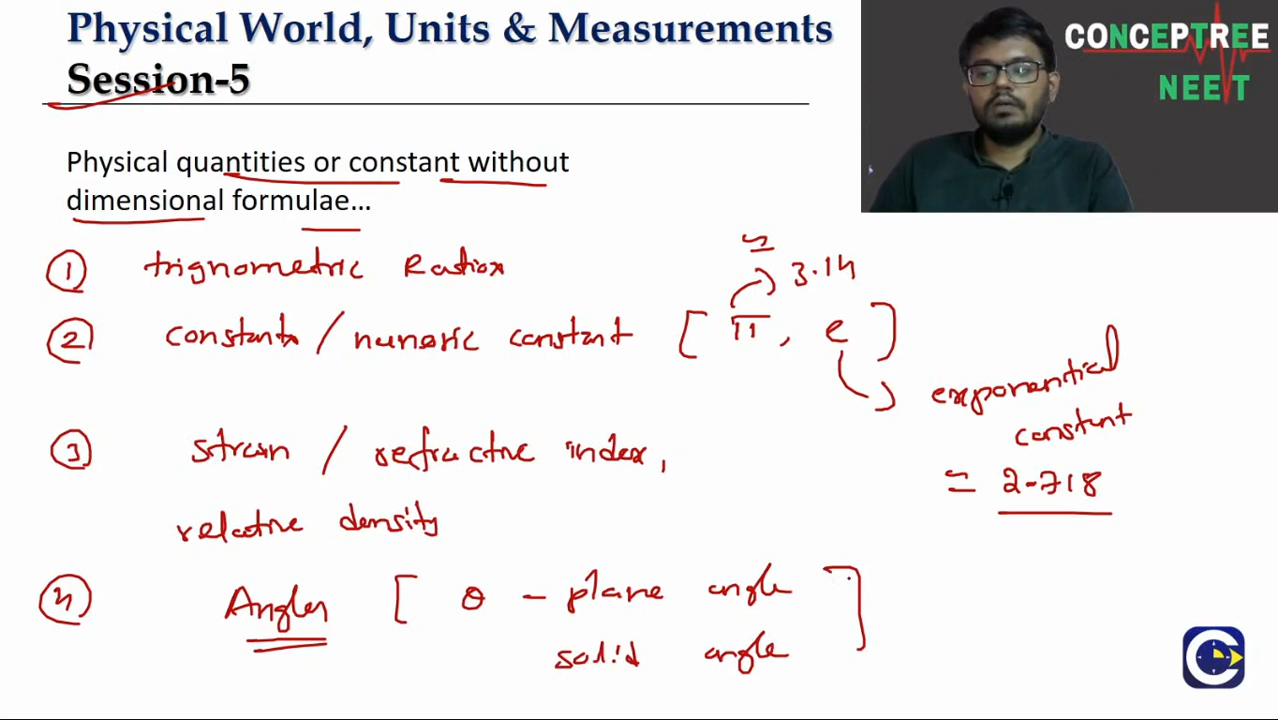 Physical World, Units & Measurements
Session-5
CONCEPTREE
NEET
Physical quantities or constant without
dimensional formulae...
1 trignometric Ratios
≃ 3.14
2 constants / numeric constant [ π, e ]
exponential
constant
≃ 2.718
3 strain / refractive index,
relative density
4 Angles [ θ - plane angle
solid angle ]